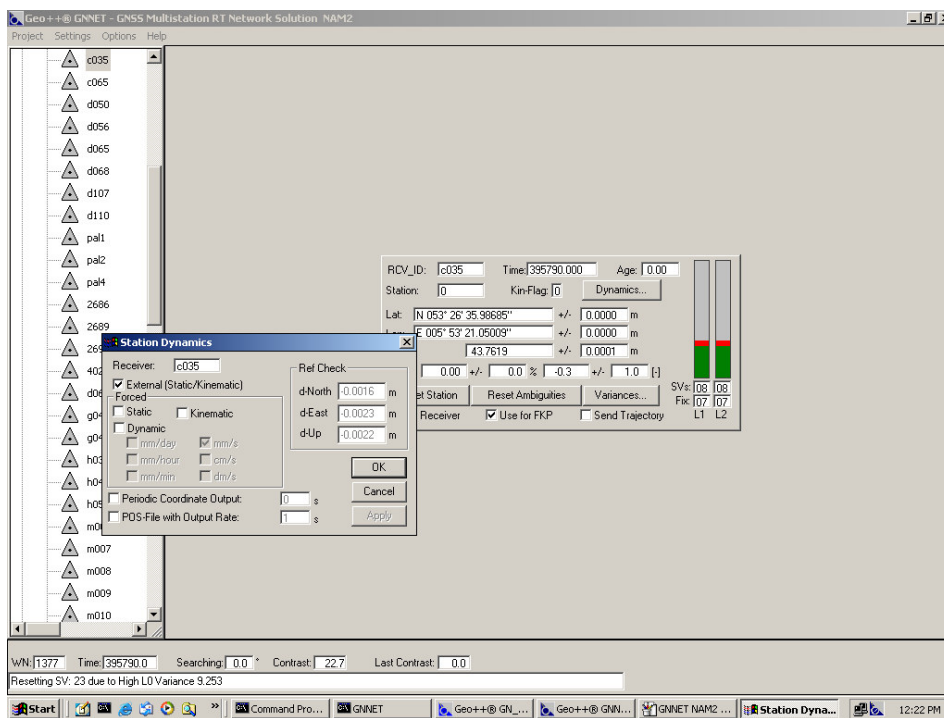 Geo++® GNNET - GNSS Multistation RT Network Solution NAM2
Project Settings Options Help
c035
c065
d050
d056
d065
d068
d107
d110
pal1
pal2
pal4
2686
2689
RCV_ID: c035 Time: 395790.000 Age: 0.00
Station: 0 Kin-Flag: 0 Dynamics...
Lat: N 053° 26' 35.98685'' +/- 0.0000 m
E 005° 53' 21.05009'' +/- 0.0000 m
43.7619 +/- 0.0001 m
0.00 +/- 0.0 % -0.3 +/- 1.0 [-]
et Station Reset Ambiguities Variances...
Receiver Use for FKP Send Trajectory
SVs: 08 08
Fix: 07 07
L1 L2
Station Dynamics
Receiver: c035
External (Static/Kinematic)
Forced
Static Kinematic
Dynamic
mm/day mm/s
mm/hour cm/s
mm/min dm/s
Periodic Coordinate Output: 0 s
POS-File with Output Rate: 1 s
Ref Check
d-North -0.0016 m
d-East -0.0023 m
d-Up -0.0022 m
OK
Cancel
Apply
m007
m008
m009
m010
WN: 1377 Time: 395790.0 Searching: 0.0 * Contrast: 22.7 Last Contrast: 0.0
Resetting SV: 23 due to High L0 Variance 9.253
Start » Command Pro... GNNET Geo++® GN_... Geo++® GNN... GNNET NAM2 ... Station Dyna... 12:22 PM